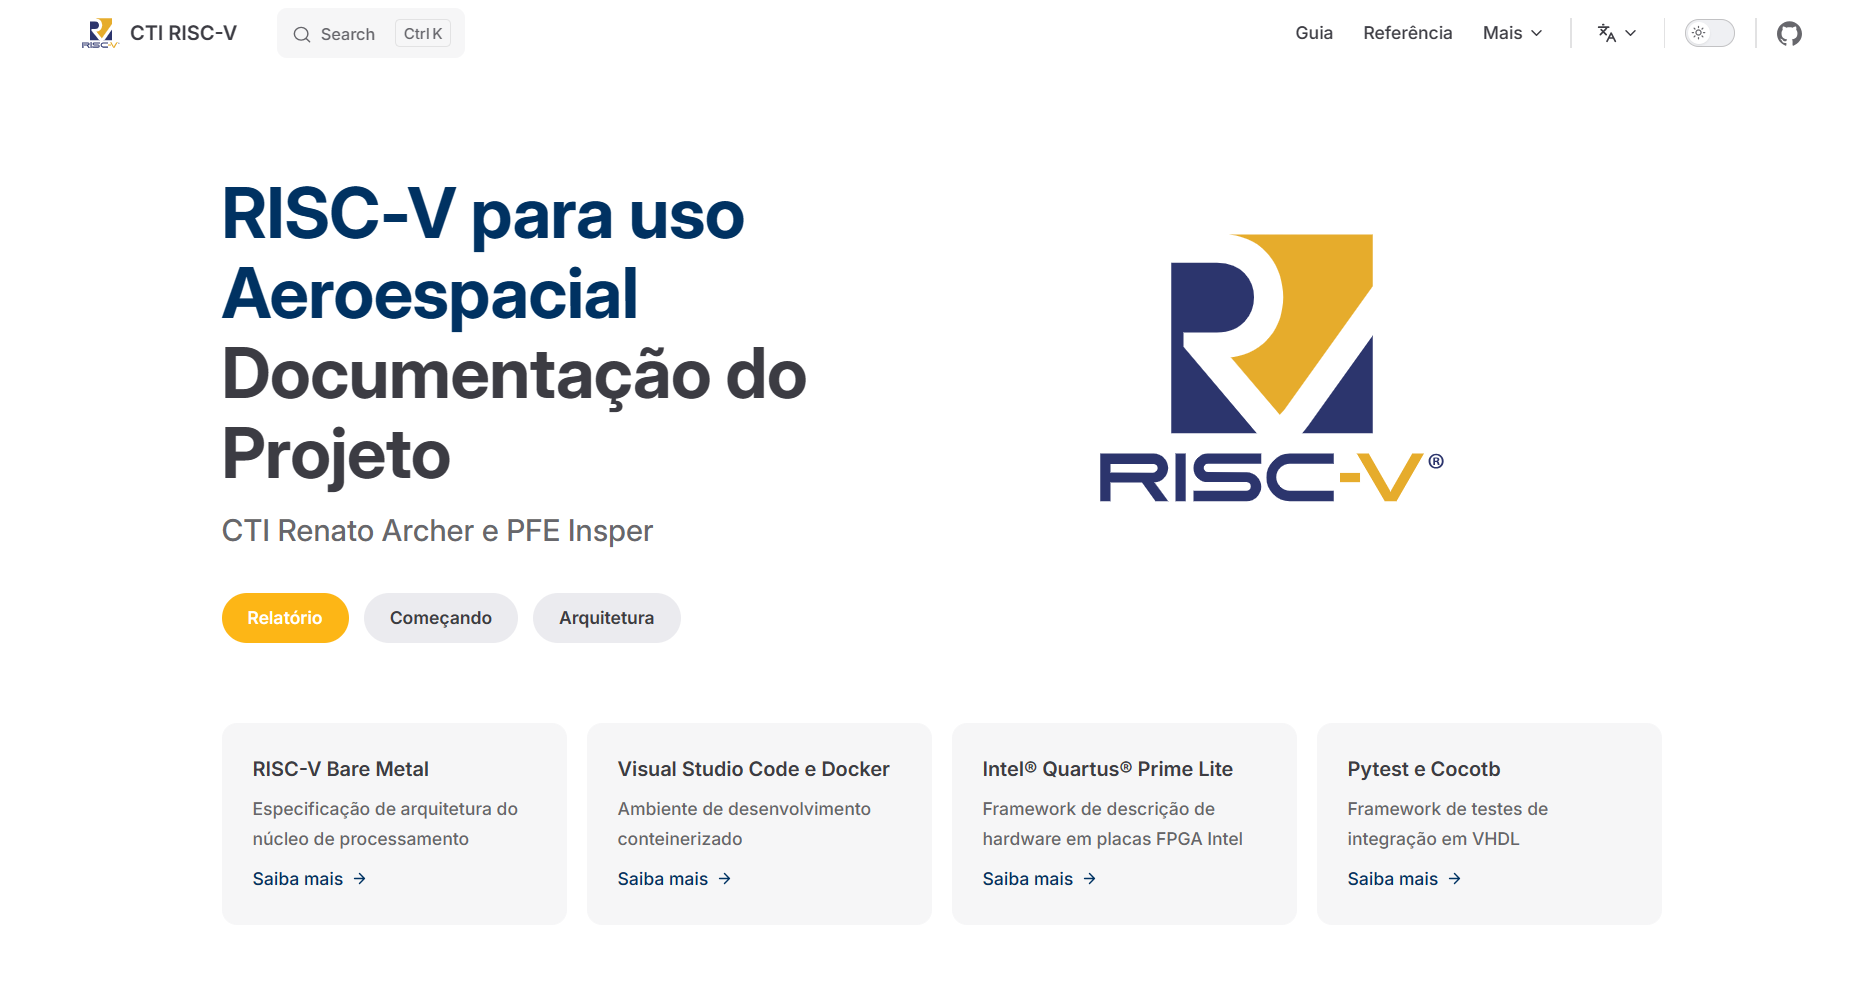 RISC-V
CTI RISC-V
Search
Ctrl K
Guia
Referência
Mais
RISC-V para uso
Aeroespacial
Documentação do
Projeto
CTI Renato Archer e PFE Insper
Relatório
Começando
Arquitetura
RISC-V®
RISC-V Bare Metal
Especificação de arquitetura do
núcleo de processamento
Saiba mais →
Visual Studio Code e Docker
Ambiente de desenvolvimento
conteinerizado
Saiba mais →
Intel® Quartus® Prime Lite
Framework de descrição de
hardware em placas FPGA Intel
Saiba mais →
Pytest e Cocotb
Framework de testes de
integração em VHDL
Saiba mais →